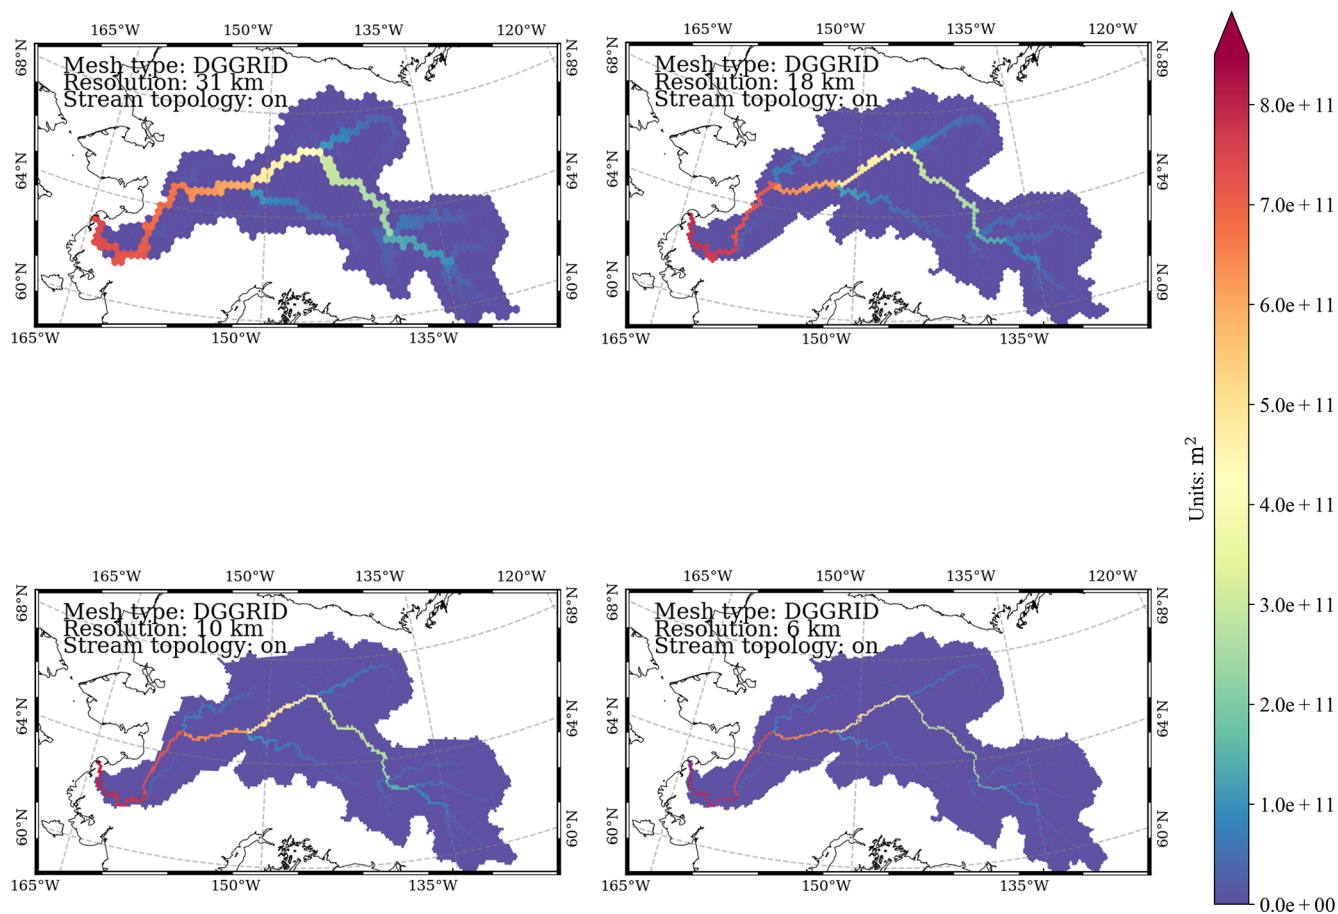 165°W 150°W 135°W 120°W
68°N 64°N 60°N
Mesh type: DGGRID
Resolution: 31 km
Stream topology: on
68°N 64°N 60°N
165°W 150°W 135°W
165°W 150°W 135°W 120°W
68°N 64°N 60°N
Mesh type: DGGRID
Resolution: 18 km
Stream topology: on
68°N 64°N 60°N
165°W 150°W 135°W
165°W 150°W 135°W 120°W
68°N 64°N 60°N
Mesh type: DGGRID
Resolution: 10 km
Stream topology: on
68°N 64°N 60°N
165°W 150°W 135°W
165°W 150°W 135°W 120°W
68°N 64°N 60°N
Mesh type: DGGRID
Resolution: 6 km
Stream topology: on
68°N 64°N 60°N
165°W 150°W 135°W
Units: m²
8.0e+11
7.0e+11
6.0e+11
5.0e+11
4.0e+11
3.0e+11
2.0e+11
1.0e+11
0.0e+00